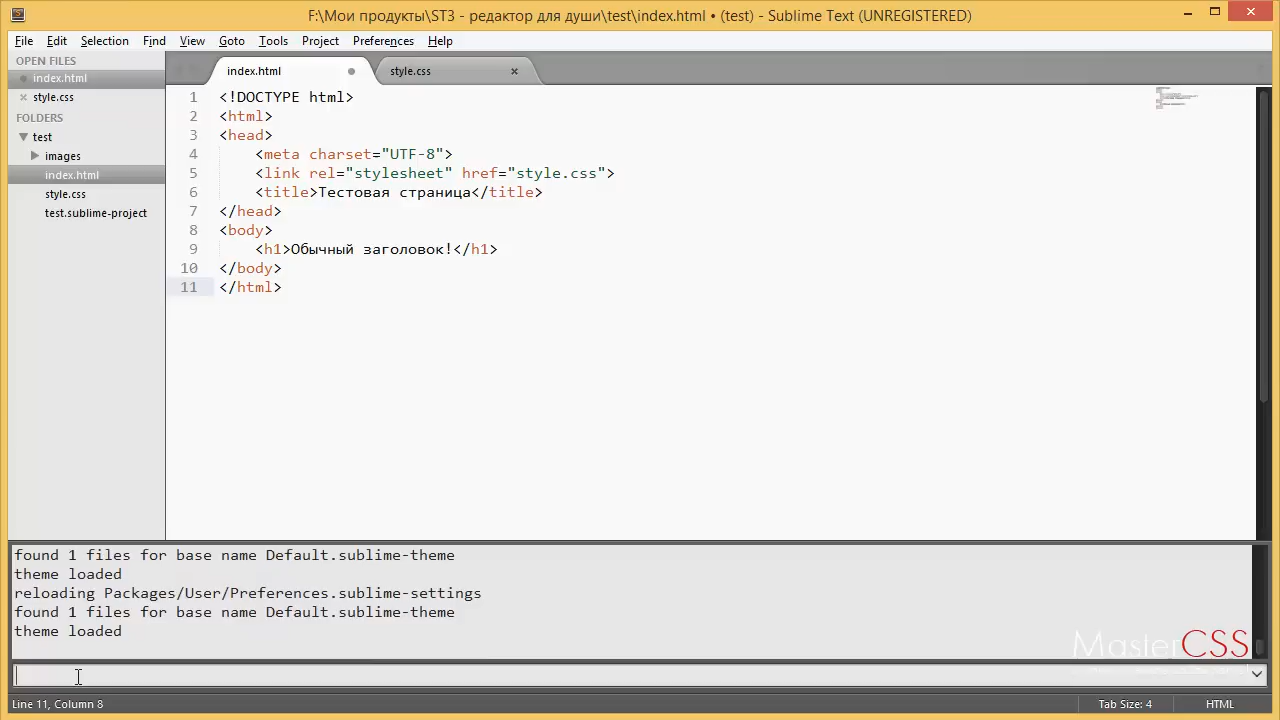 F:\Мои продукты\ST3 - редактор для души\test\index.html • (test) - Sublime Text (UNREGISTERED)
File Edit Selection Find View Goto Tools Project Preferences Help
OPEN FILES
index.html
style.css
FOLDERS
test
images
index.html
style.css
test.sublime-project
index.html
style.css
1 <!DOCTYPE html>
2 <html>
3 <head>
4     <meta charset="UTF-8">
5     <link rel="stylesheet" href="style.css">
6     <title>Тестовая страница</title>
7 </head>
8 <body>
9     <h1>Обычный заголовок!</h1>
10 </body>
11 </html>
found 1 files for base name Default.sublime-theme
theme loaded
reloading Packages/User/Preferences.sublime-settings
found 1 files for base name Default.sublime-theme
theme loaded
MasterCSS
Line 11, Column 8
Tab Size: 4
HTML